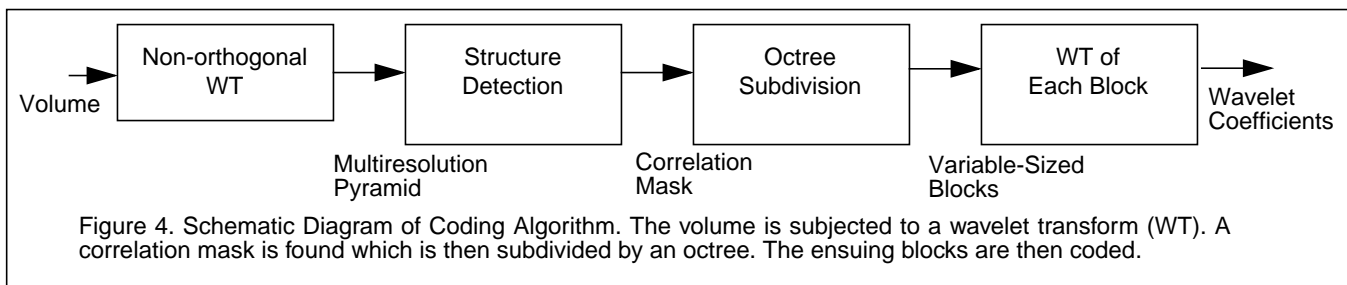 Non-orthogonal
WT
Structure
Detection
Octree
Subdivision
WT of
Each Block
Volume
Multiresolution
Pyramid
Correlation
Mask
Variable-Sized
Blocks
Wavelet
Coefficients
Figure 4. Schematic Diagram of Coding Algorithm. The volume is subjected to a wavelet transform (WT). A
correlation mask is found which is then subdivided by an octree. The ensuing blocks are then coded.